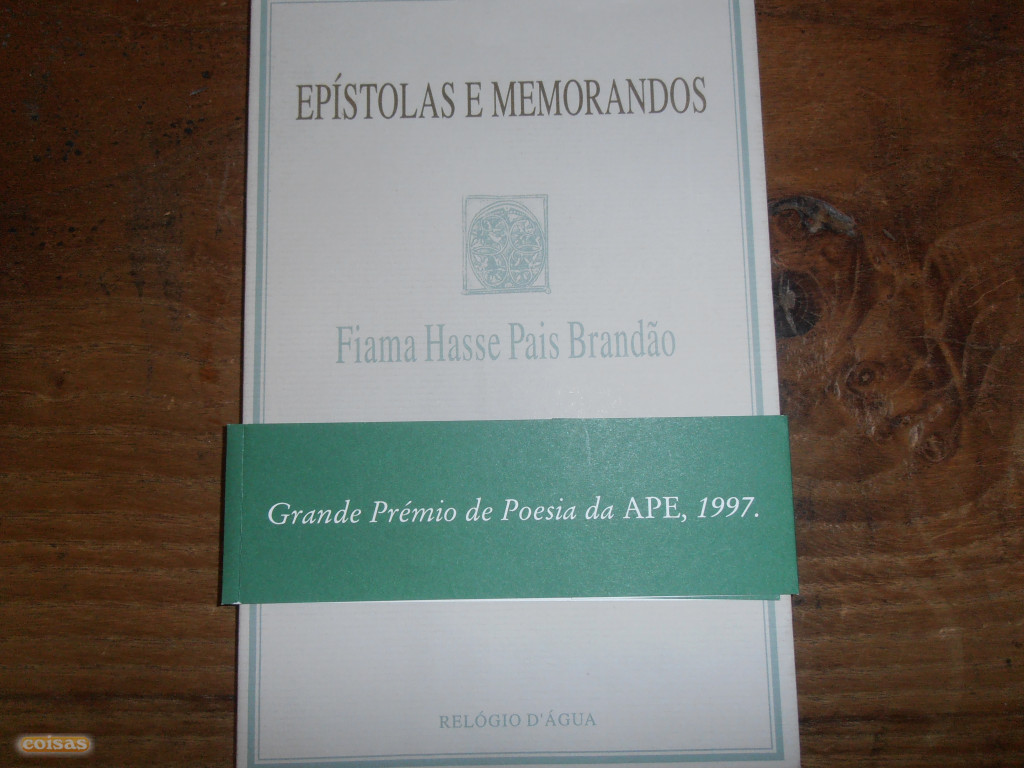 EPÍSTOLAS E MEMORANDOS
Fiama Hasse Pais Brandão
Grande Prémio de Poesia da APE, 1997.
RELÓGIO D'ÁGUA
coisas